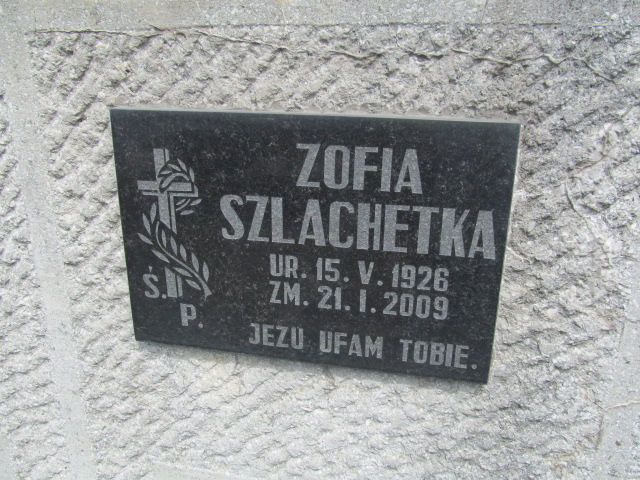 ZOFIA
SZLACHETKA
UR. 15. V. 1926
ZM. 21. I. 2009
Ś.
P.
JEZU UFAM TOBIE.